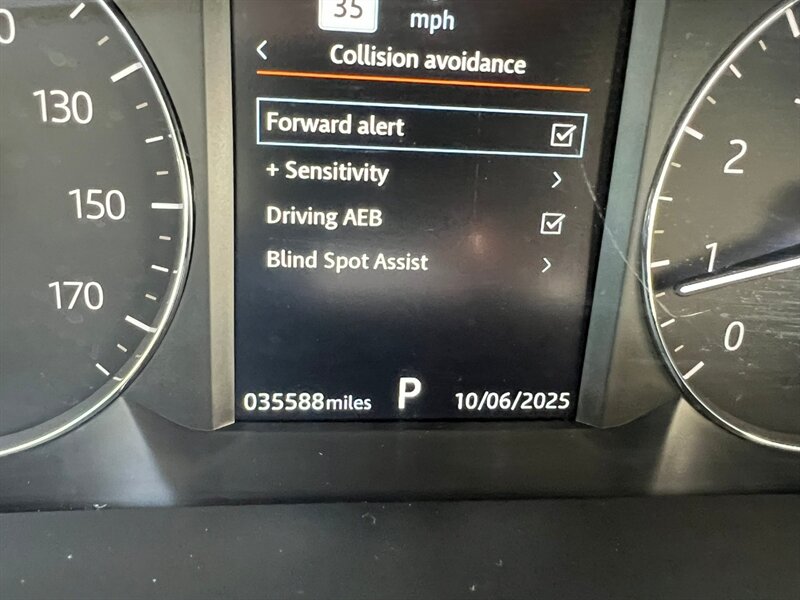 35 mph
Collision avoidance
Forward alert
+ Sensitivity
Driving AEB
Blind Spot Assist
035588miles P 10/06/2025
130
150
170
2
1
0